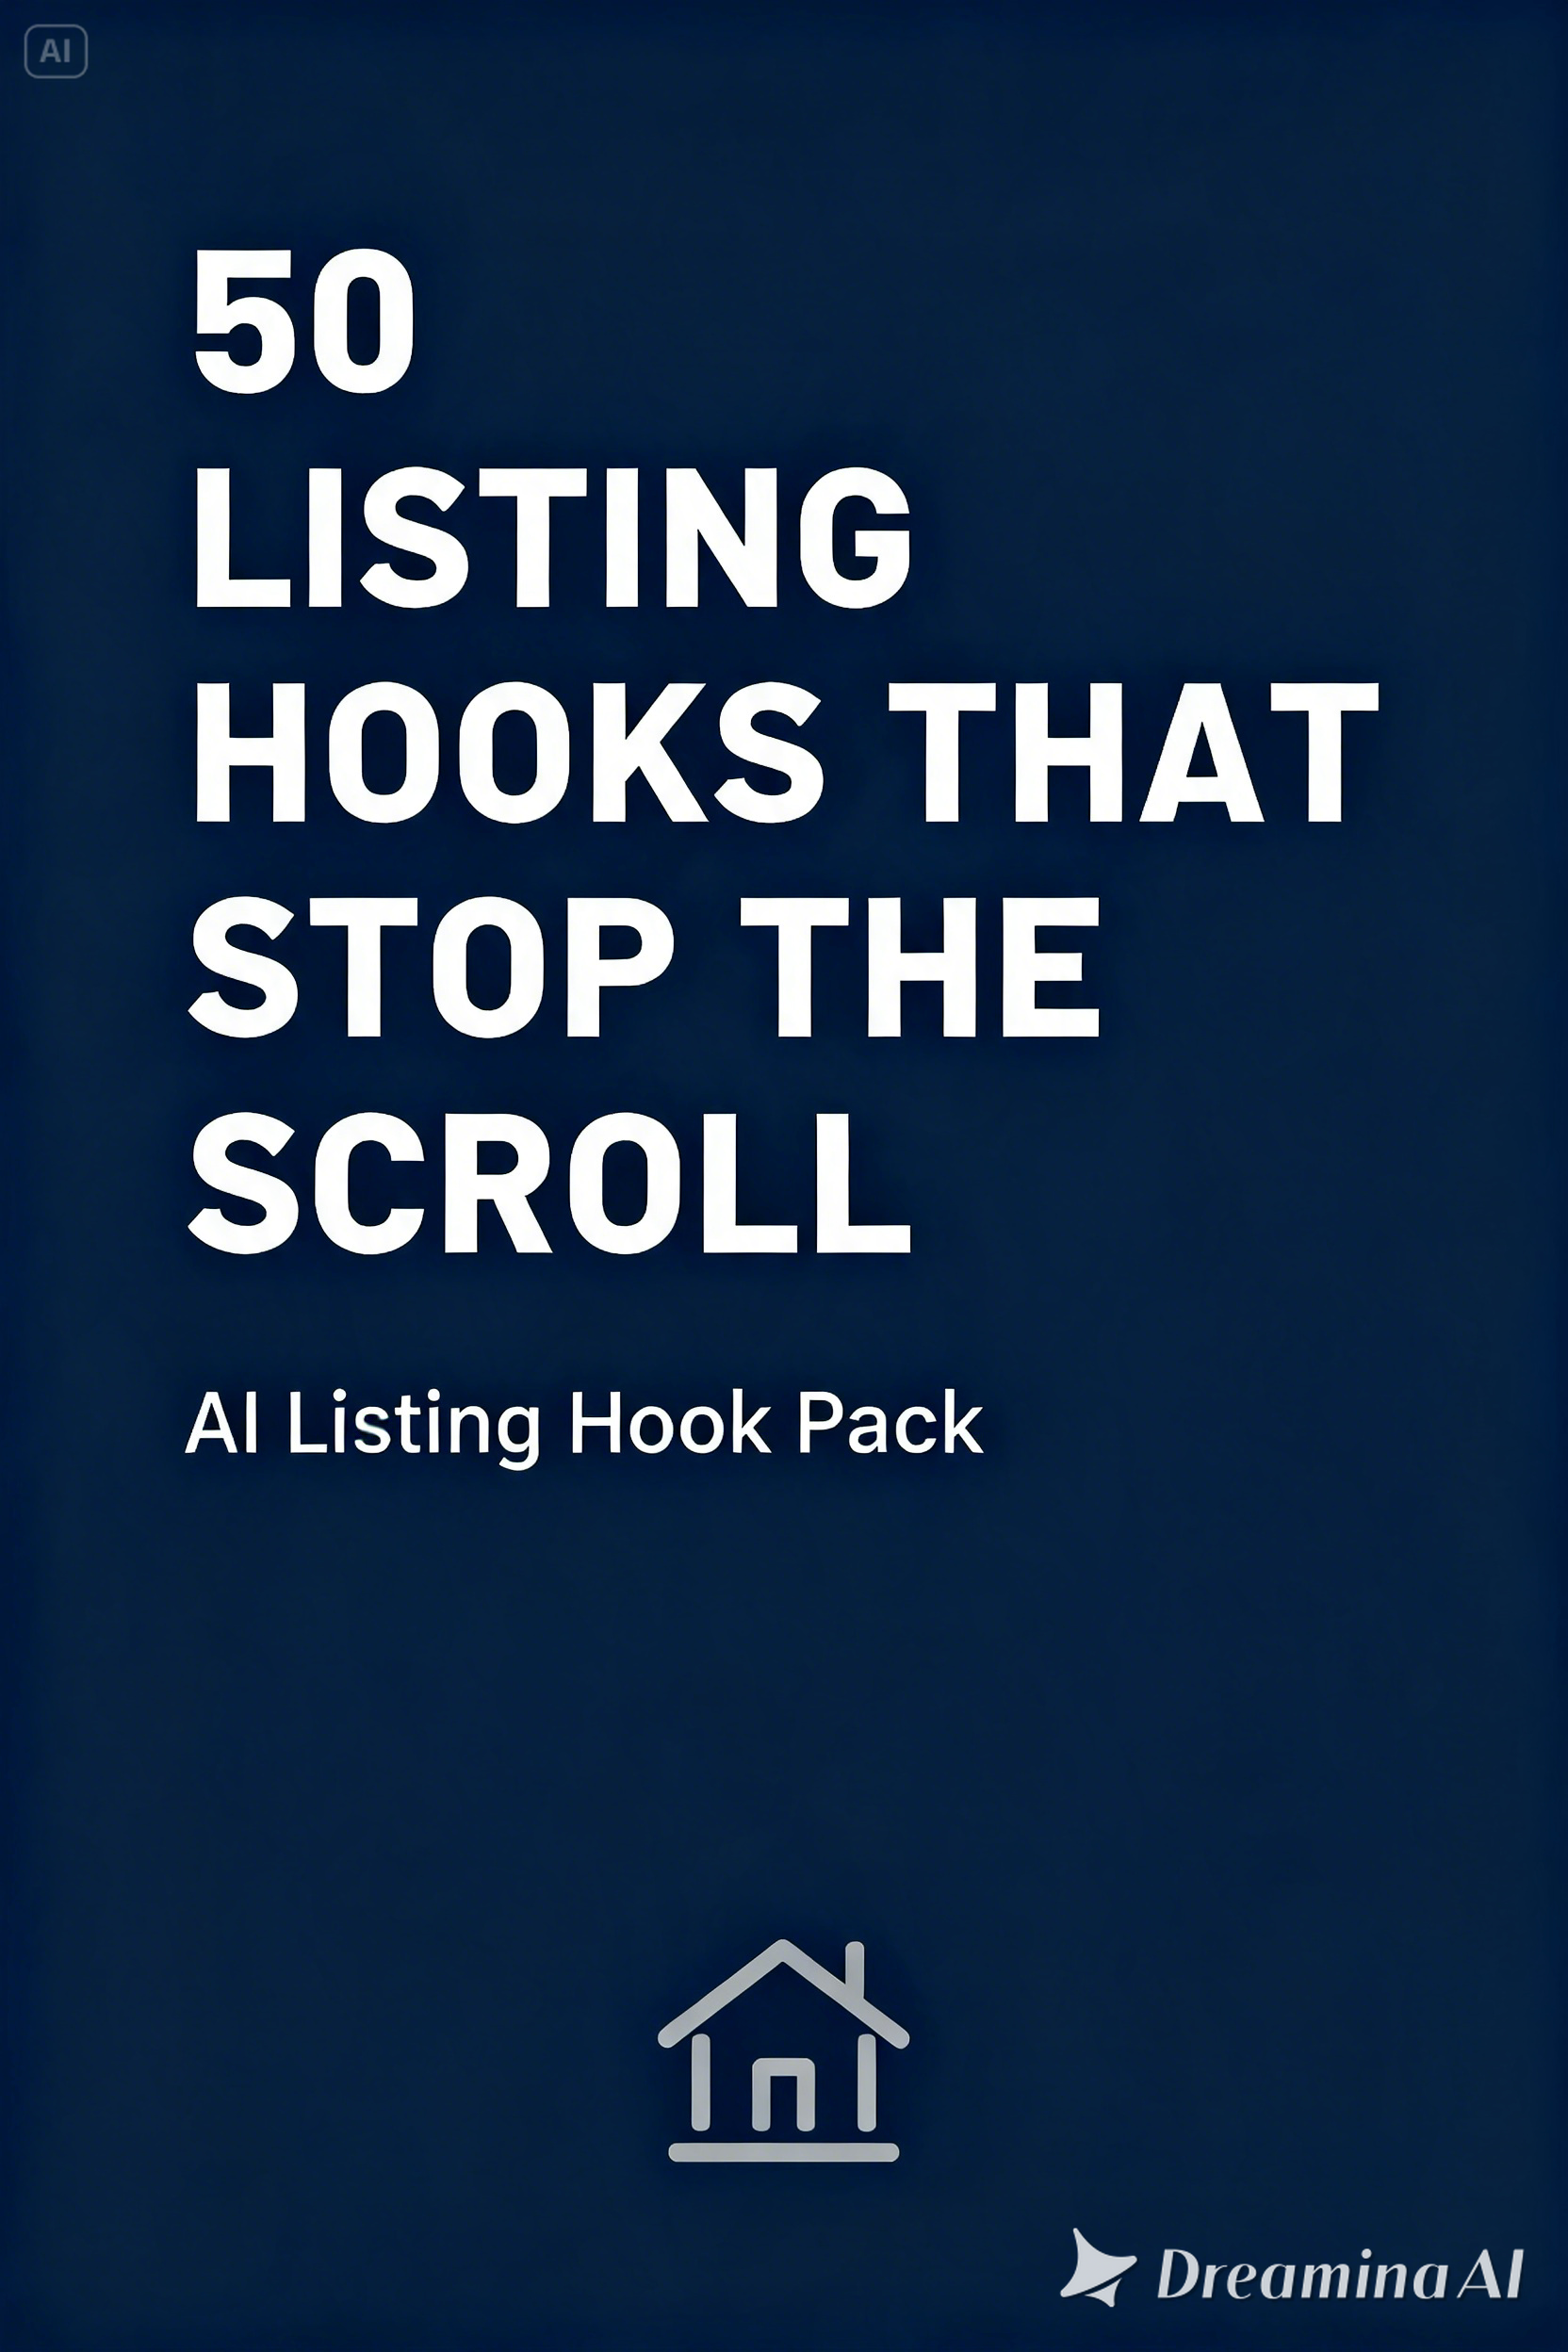 AI
50
LISTING
HOOKS THAT
STOP THE
SCROLL
AI Listing Hook Pack
Dreamina AI